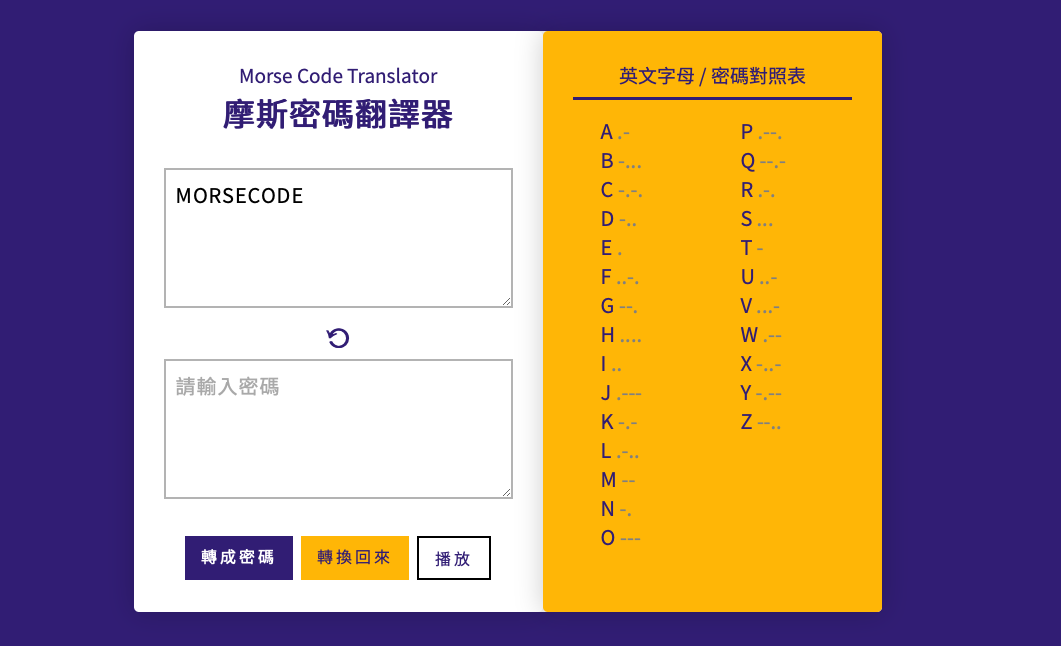 Morse Code Translator
摩斯密碼翻譯器
MORSECODE
請輸入密碼
轉成密碼
轉換回來
播放
英文字母 / 密碼對照表
A .-
B -...
C -.-.
D -..
E .
F ..-.
G --.
H ....
I ..
J .---
K -.-
L .-..
M --
N -.
O ---
P .--.
Q --.-
R .-.
S ...
T -
U ..-
V ...-
W .--
X -..-
Y -.--
Z --..